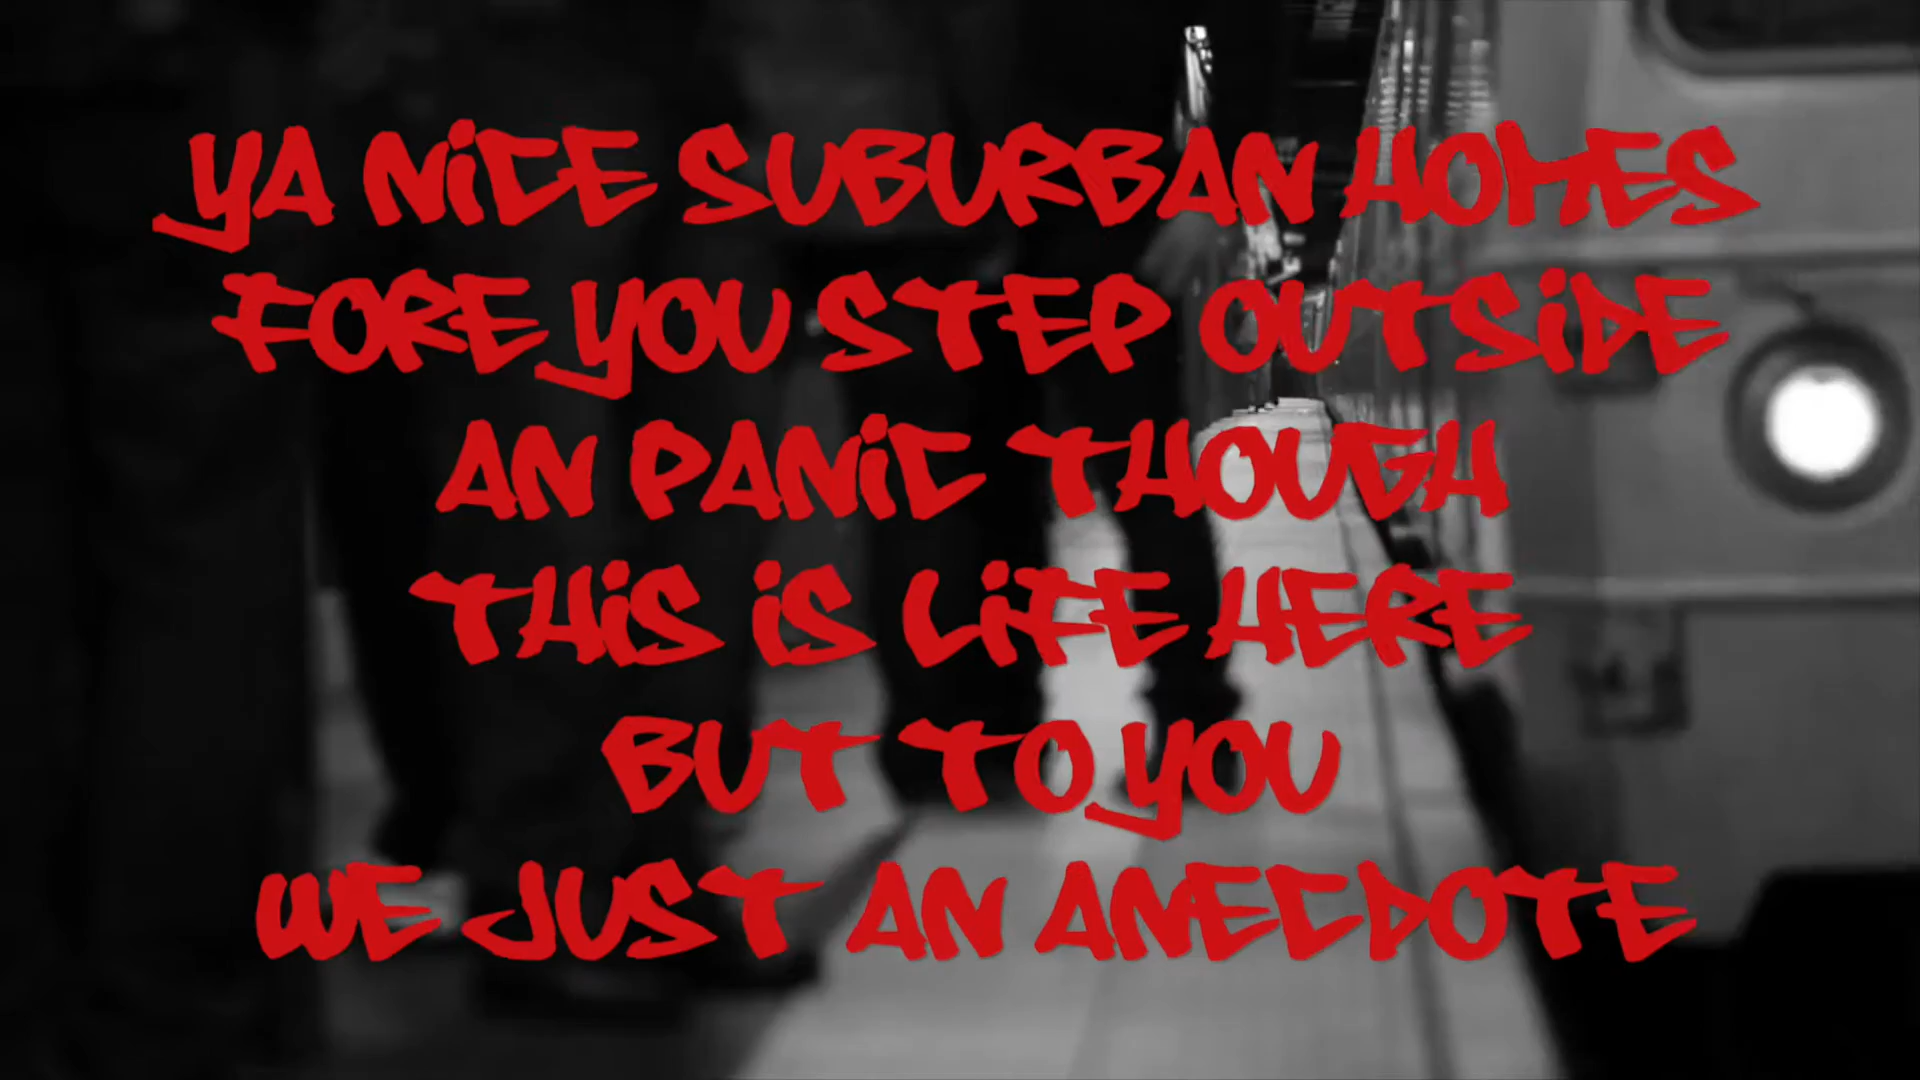 YA NICE SUBURBAN HOMES
FORE YOU STEP OUTSIDE
AN PANIC THOUGH
THIS IS LIFE HERE
BUT TO YOU
WE JUST AN ANECDOTE